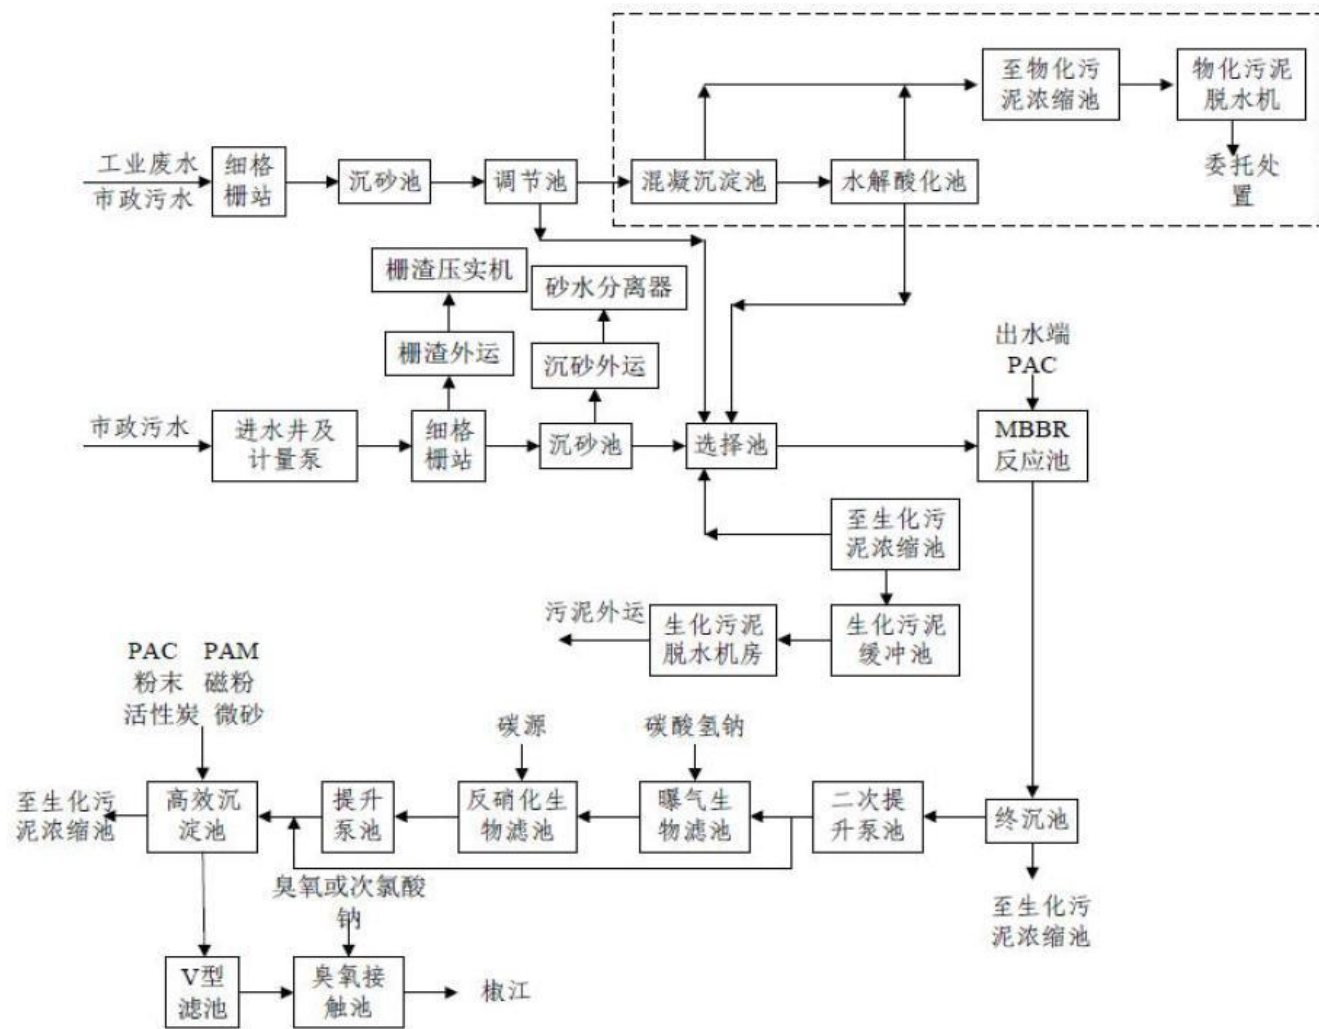 至物化污
泥浓缩池
物化污泥
脱水机
工业废水
市政污水
细格
栅站
沉砂池
调节池
混凝沉淀池
水解酸化池
委托处
置
栅渣压实机
砂水分离器
栅渣外运
沉砂外运
出水端
PAC
市政污水
进水井及
计量泵
细格
栅站
沉砂池
选择池
MBBR
反应池
至生化污
泥浓缩池
污泥外运
生化污泥
脱水机房
生化污泥
缓冲池
PAC PAM
粉末 磁粉
活性炭 微砂
碳源
碳酸氢钠
至生化污
泥浓缩池
高效沉
淀池
提升
泵池
反硝化生
物滤池
曝气生
物滤池
二次提
升泵池
终沉池
臭氧或次氯酸
钠
至生化污
泥浓缩池
V型
滤池
臭氧接
触池
椒江